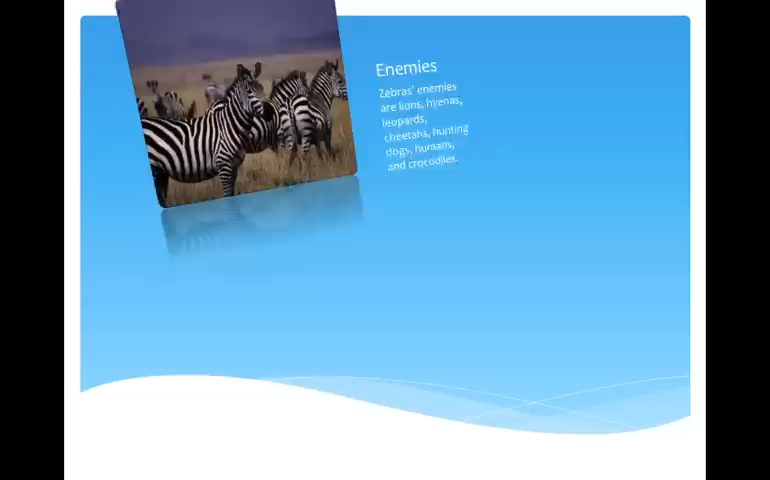 Enemies
Zebras' enemies
are lions, hyenas,
leopards,
cheetahs, hunting
dogs, humans,
and crocodiles.